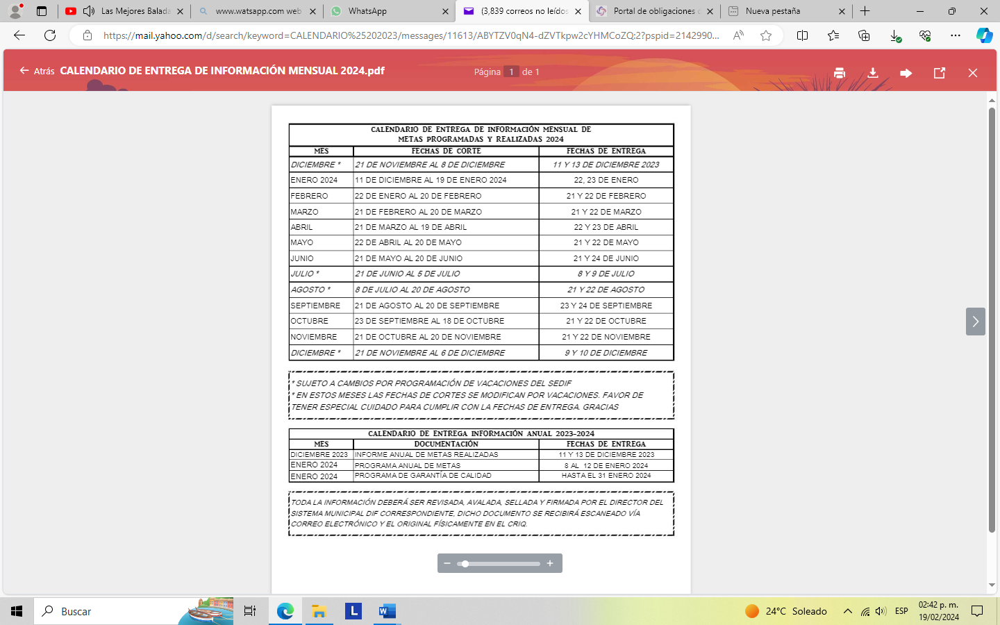 Las Mejores Balada
www.watsapp.com web
WhatsApp
(3,839 correos no leídos
Portal de obligaciones
Nueva pestaña
https://mail.yahoo.com/d/search/keyword=CALENDARIO%25202023/messages/11613/ABYTZV0qN4-dZVTkpw2cYHMCoZQ:2?pspid=2142990...
Atrás CALENDARIO DE ENTREGA DE INFORMACIÓN MENSUAL 2024.pdf
Página 1 de 1
CALENDARIO DE ENTREGA DE INFORMACIÓN MENSUAL DE
METAS PROGRAMADAS Y REALIZADAS 2024
MES FECHAS DE CORTE FECHAS DE ENTREGA
DICIEMBRE * 21 DE NOVIEMBRE AL 8 DE DICIEMBRE 11 Y 13 DE DICIEMBRE 2023
ENERO 2024 11 DE DICIEMBRE AL 19 DE ENERO 2024 22, 23 DE ENERO
FEBRERO 22 DE ENERO AL 20 DE FEBRERO 21 Y 22 DE FEBRERO
MARZO 21 DE FEBRERO AL 20 DE MARZO 21 Y 22 DE MARZO
ABRIL 21 DE MARZO AL 19 DE ABRIL 22 Y 23 DE ABRIL
MAYO 22 DE ABRIL AL 20 DE MAYO 21 Y 22 DE MAYO
JUNIO 21 DE MAYO AL 20 DE JUNIO 21 Y 24 DE JUNIO
JULIO * 21 DE JUNIO AL 5 DE JULIO 8 Y 9 DE JULIO
AGOSTO * 8 DE JULIO AL 20 DE AGOSTO 21 Y 22 DE AGOSTO
SEPTIEMBRE 21 DE AGOSTO AL 20 DE SEPTIEMBRE 23 Y 24 DE SEPTIEMBRE
OCTUBRE 23 DE SEPTIEMBRE AL 18 DE OCTUBRE 21 Y 22 DE OCTUBRE
NOVIEMBRE 21 DE OCTUBRE AL 20 DE NOVIEMBRE 21 Y 22 DE NOVIEMBRE
DICIEMBRE * 21 DE NOVIEMBRE AL 6 DE DICIEMBRE 9 Y 10 DE DICIEMBRE
* SUJETO A CAMBIOS POR PROGRAMACIÓN DE VACACIONES DEL SEDIF
* EN ESTOS MESES LAS FECHAS DE CORTES SE MODIFICAN POR VACACIONES. FAVOR DE
TENER ESPECIAL CUIDADO PARA CUMPLIR CON LA FECHAS DE ENTREGA. GRACIAS
CALENDARIO DE ENTREGA INFORMACIÓN ANUAL 2023-2024
MES DOCUMENTACIÓN FECHAS DE ENTREGA
DICIEMBRE 2023 INFORME ANUAL DE METAS REALIZADAS 11 Y 13 DE DICIEMBRE 2023
ENERO 2024 PROGRAMA ANUAL DE METAS 8 AL 12 DE ENERO 2024
ENERO 2024 PROGRAMA DE GARANTÍA DE CALIDAD HASTA EL 31 ENERO 2024
TODA LA INFORMACIÓN DEBERÁ SER REVISADA, AVALADA, SELLADA Y FIRMADA POR EL DIRECTOR DEL
SISTEMA MUNICIPAL DIF CORRESPONDIENTE, DICHO DOCUMENTO SE RECIBIRÁ ESCANEADO VÍA
CORREO ELECTRÓNICO Y EL ORIGINAL FÍSICAMENTE EN EL CRIQ.
Buscar
24°C Soleado
ESP
02:42 p. m.
19/02/2024